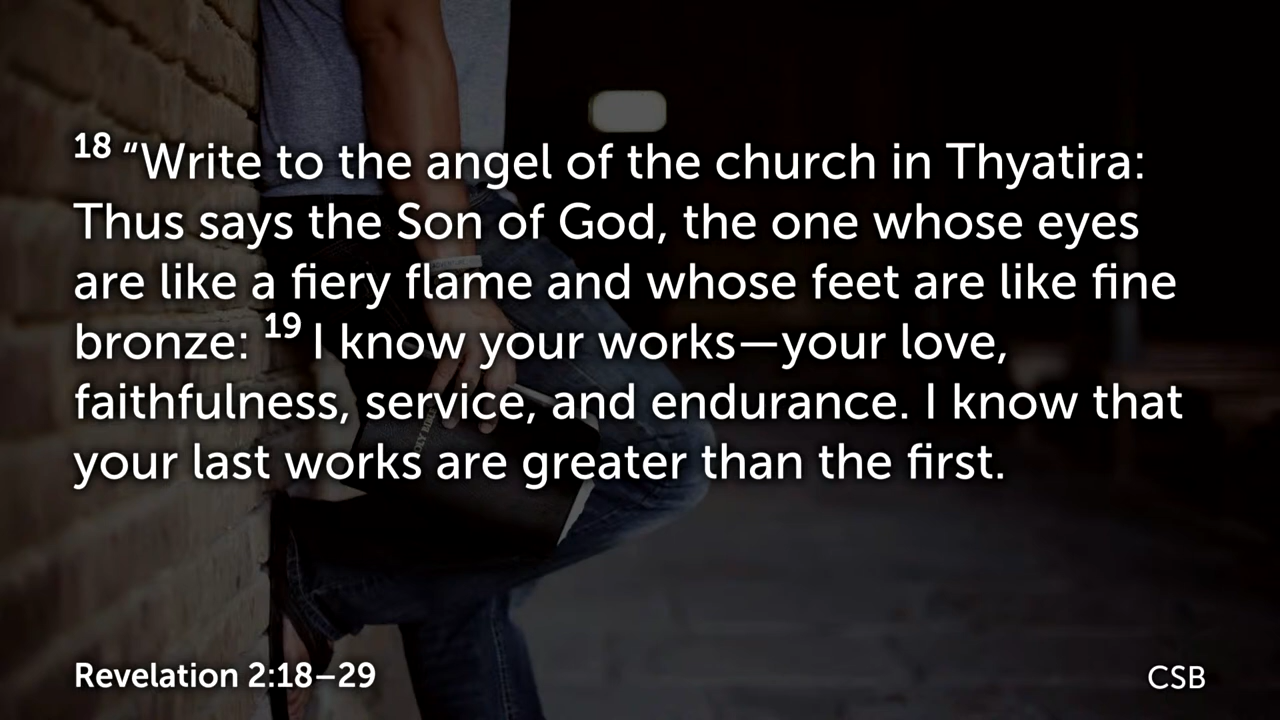 18 “Write to the angel of the church in Thyatira:
Thus says the Son of God, the one whose eyes
are like a fiery flame and whose feet are like fine
bronze: 19 I know your works—your love,
faithfulness, service, and endurance. I know that
your last works are greater than the first.
Revelation 2:18–29
CSB